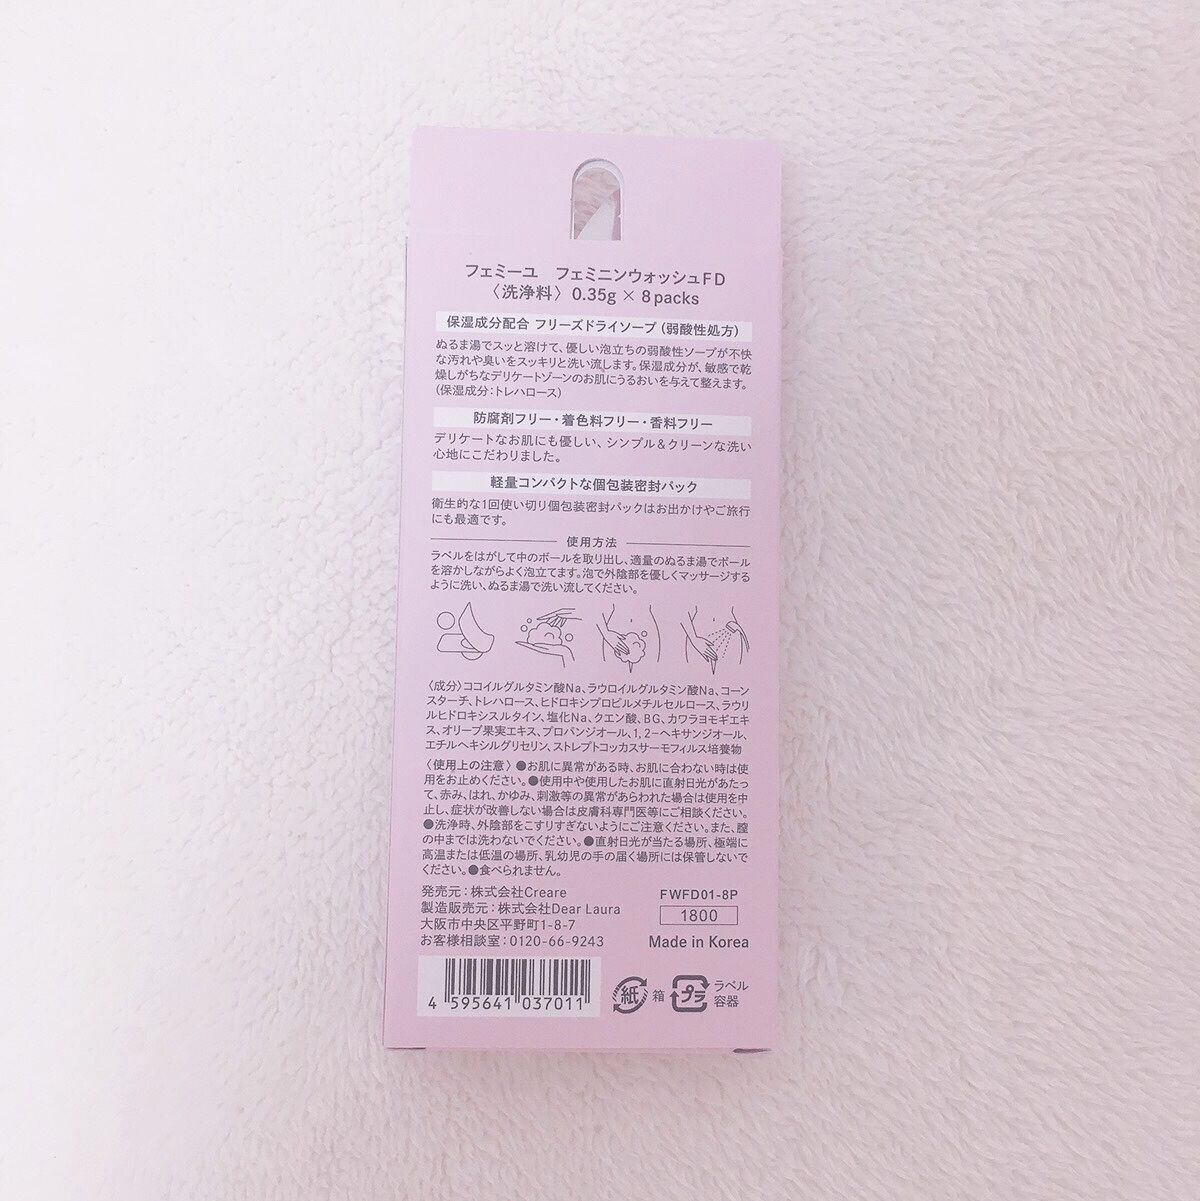 フェミーユ フェミニンウォッシュFD
〈洗浄料〉0.35g × 8packs
保湿成分配合 フリーズドライソープ（弱酸性処方）
ぬるま湯でスッと溶けて、優しい泡立ちの弱酸性ソープが不快
な汚れや臭いをスッキリと洗い流します。保湿成分が、敏感で乾
燥しがちなデリケートゾーンのお肌にうるおいを与えて整えます。
(保湿成分：トレハロース)
防腐剤フリー・着色料フリー・香料フリー
デリケートなお肌にも優しい、シンプル＆クリーンな洗い
心地にこだわりました。
軽量コンパクトな個包装密封パック
衛生的な1回使い切り個包装密封パックはお出かけやご旅行
にも最適です。
使用方法
ラベルをはがして中のボールを取り出し、適量のぬるま湯でボール
を溶かしながらよく泡立てます。泡で外陰部を優しくマッサージする
ように洗い、ぬるま湯で洗い流してください。
〈成分〉ココイルグルタミン酸Na、ラウロイルグルタミン酸Na、コーン
スターチ、トレハロース、ヒドロキシプロピルメチルセルロース、ラウリ
ルヒドロキシスルタイン、塩化Na、クエン酸、BG、カワラヨモギエキ
ス、オリーブ果実エキス、プロパンジオール、1,2－ヘキサンジオール、
エチルヘキシルグリセリン、ストレプトコッカスサーモフィルス培養物
〈使用上の注意〉●お肌に異常がある時、お肌に合わない時は使
用をお止めください。●使用中や使用したお肌に直射日光があたっ
て、赤み、はれ、かゆみ、刺激等の異常があらわれた場合は使用を中
止し、症状が改善しない場合は皮膚科専門医等にご相談ください。
●洗浄時、外陰部をこすりすぎないようにご注意ください。また、膣
の中までは洗わないでください。●直射日光が当たる場所、極端に
高温または低温の場所、乳幼児の手の届く場所には保管しないで
ください。●食べられません。
発売元：株式会社Creare
製造販売元：株式会社Dear Laura
大阪市中央区平野町1-8-7
お客様相談室：0120-66-9243
FWFD01-8P
1800
Made in Korea
4 595641 037011
紙 箱 プラ ラベル
容器